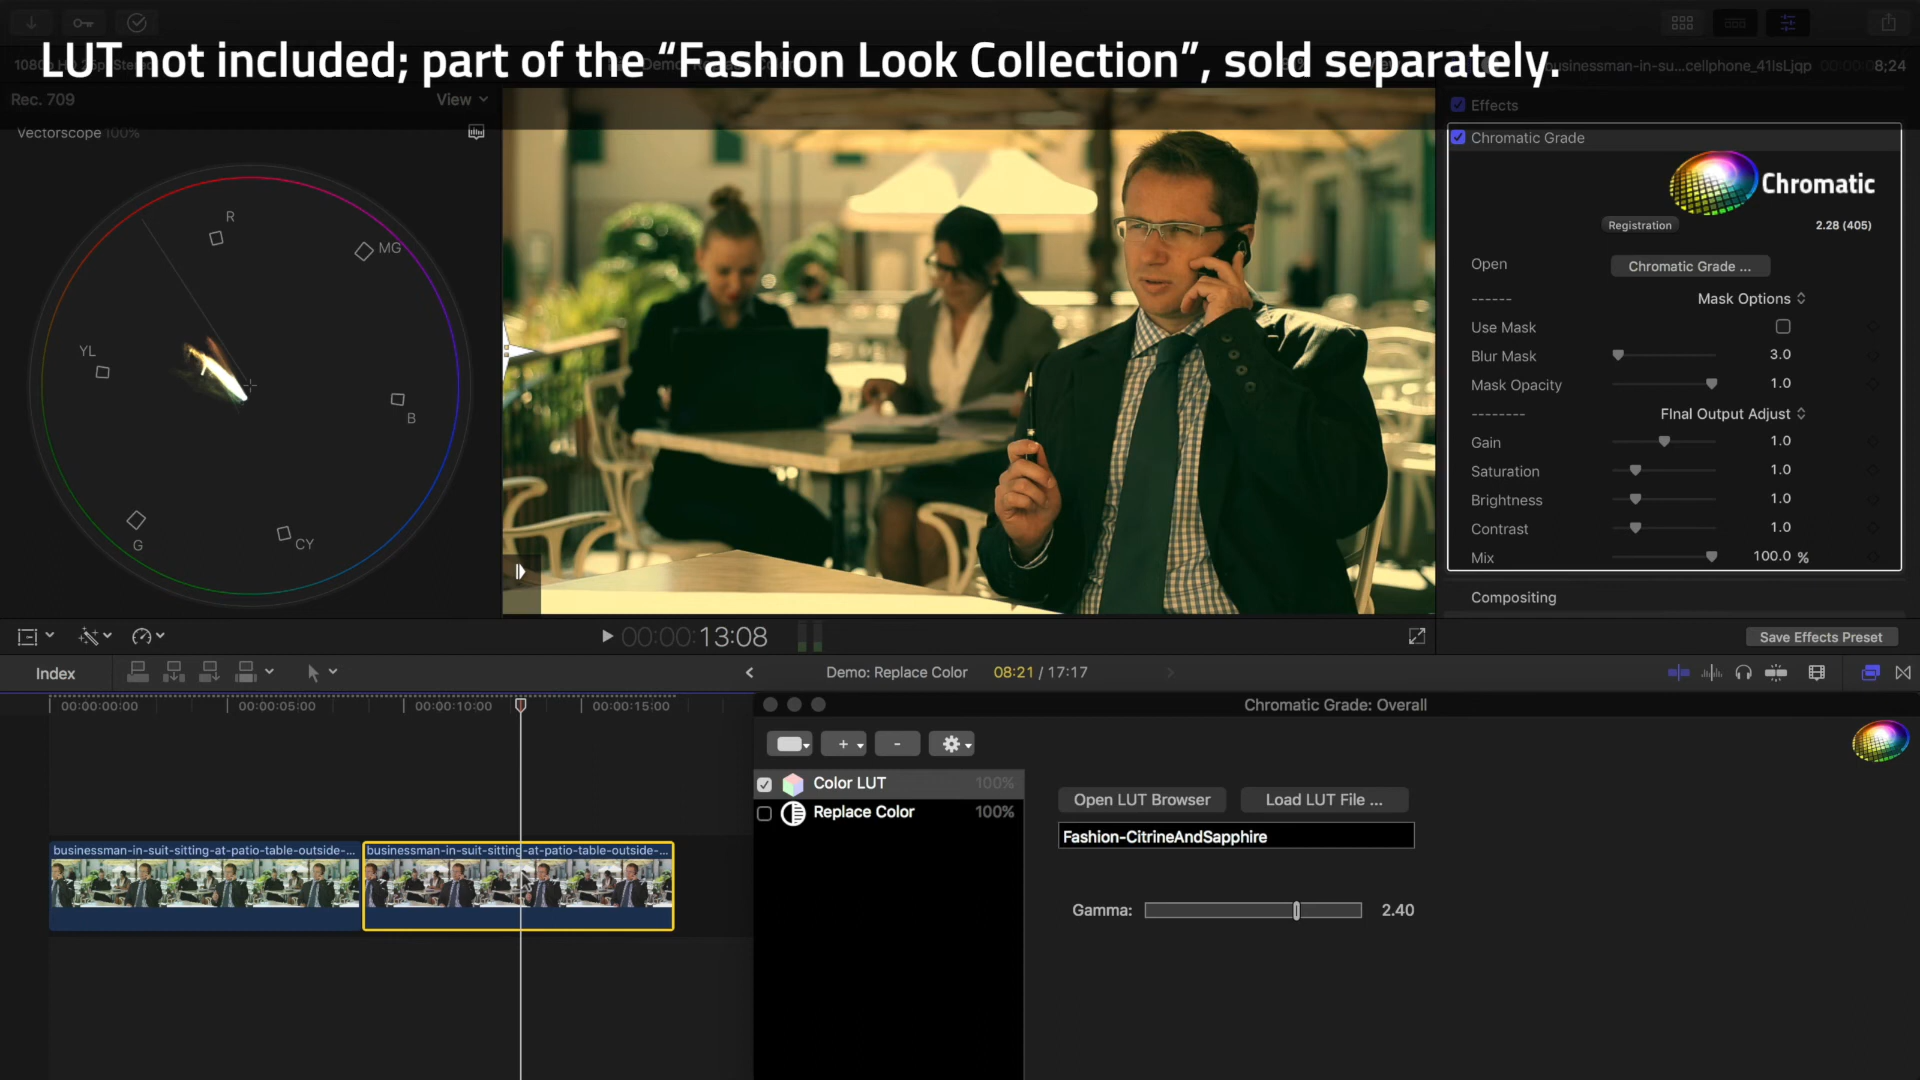 LUT not included; part of the “Fashion Look Collection”, sold separately.
Rec. 709
View
8;24
Vectorscope 100%
R
MG
YL
B
G
CY
Effects
Chromatic Grade
Chromatic
Registration
2.28 (405)
Open
Chromatic Grade ...
------
Mask Options
Use Mask
Blur Mask
3.0
Mask Opacity
1.0
--------
FInal Output Adjust
Gain
1.0
Saturation
1.0
Brightness
1.0
Contrast
1.0
Mix
100.0 %
Compositing
00:00:13:08
Save Effects Preset
Index
Demo: Replace Color
08:21 / 17:17
00:00:00:00
00:00:05:00
00:00:10:00
00:00:15:00
Chromatic Grade: Overall
+
-
Color LUT
100%
Replace Color
100%
Open LUT Browser
Load LUT File ...
Fashion-CitrineAndSapphire
businessman-in-suit-sitting-at-patio-table-outside-...
businessman-in-suit-sitting-at-patio-table-outside-...
Gamma:
2.40